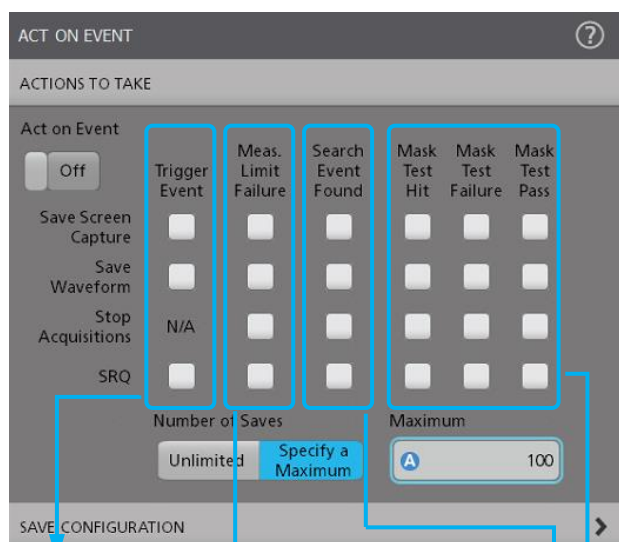 ACT ON EVENT ?
ACTIONS TO TAKE
Act on Event
Off
Trigger
Event
Meas.
Limit
Failure
Search
Event
Found
Mask
Test
Hit
Mask
Test
Failure
Mask
Test
Pass
Save Screen
Capture
Save
Waveform
Stop
Acquisitions
N/A
SRQ
Number of Saves
Maximum
Unlimited
Specify a
Maximum
A 100
SAVE CONFIGURATION